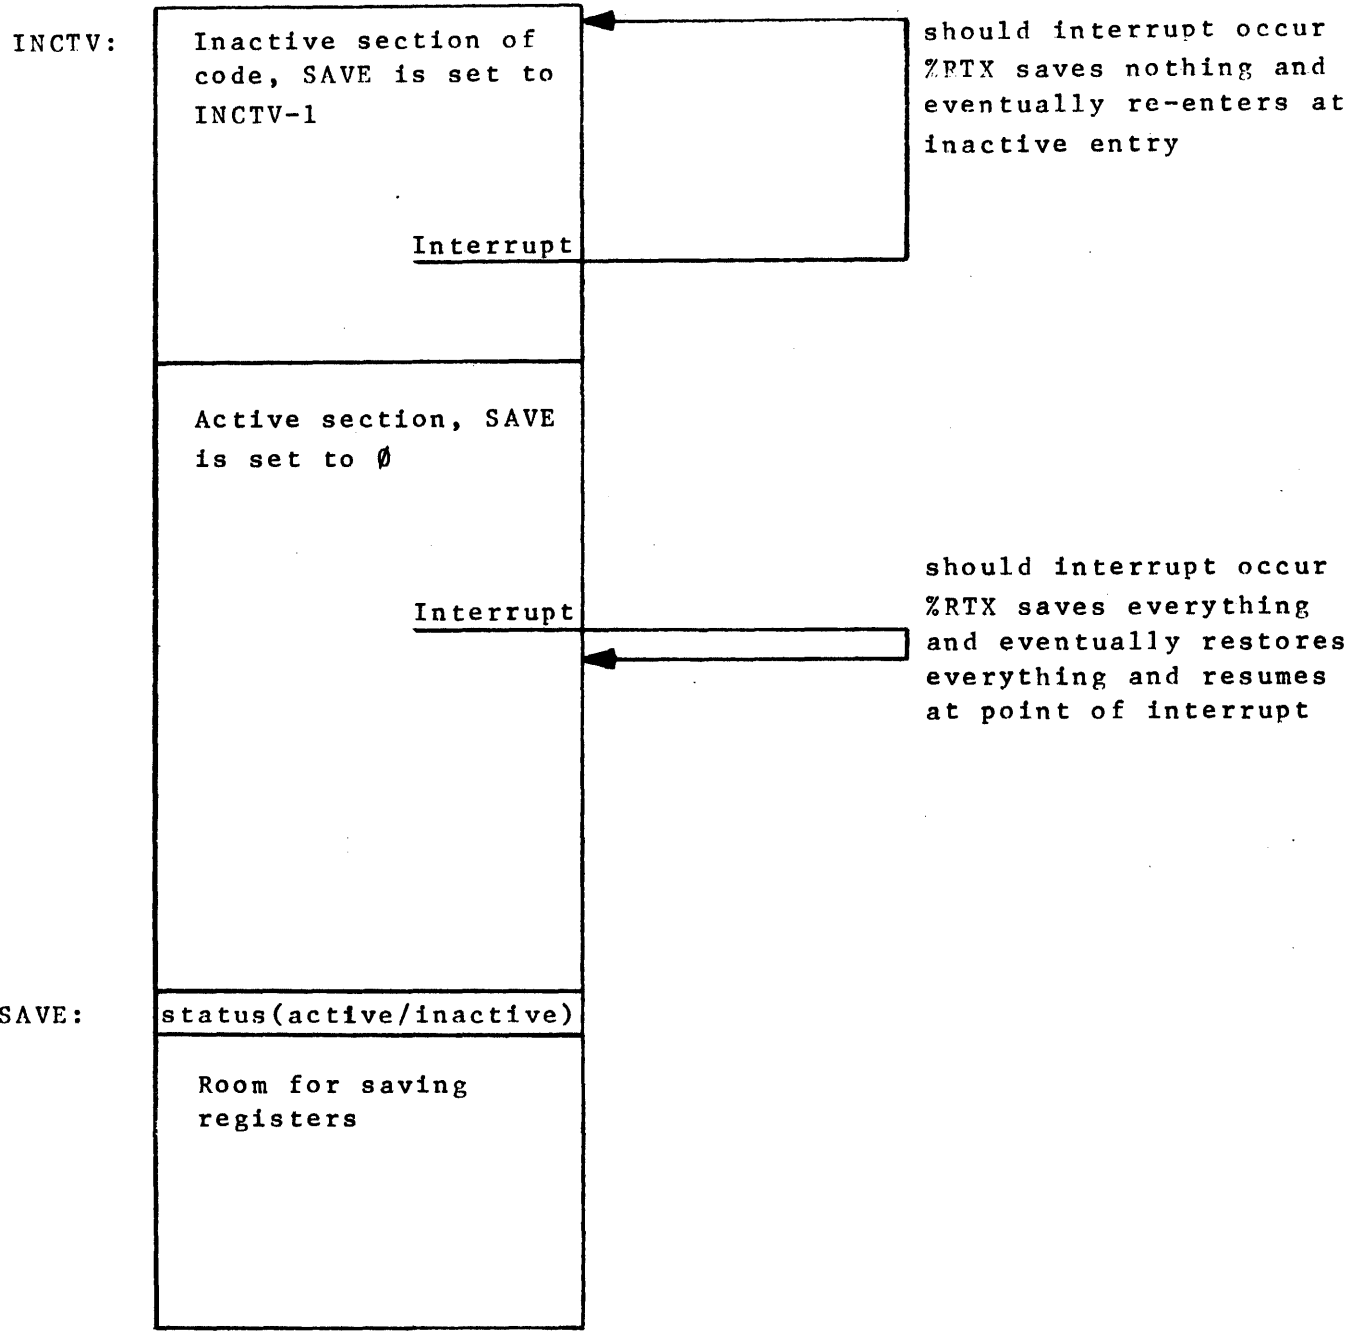 INCTV:
Inactive section of
code, SAVE is set to
INCTV-1
should interrupt occur
%RTX saves nothing and
eventually re-enters at
inactive entry
Interrupt
Active section, SAVE
is set to Ø
Interrupt
should interrupt occur
%RTX saves everything
and eventually restores
everything and resumes
at point of interrupt
SAVE:
status(active/inactive)
Room for saving
registers